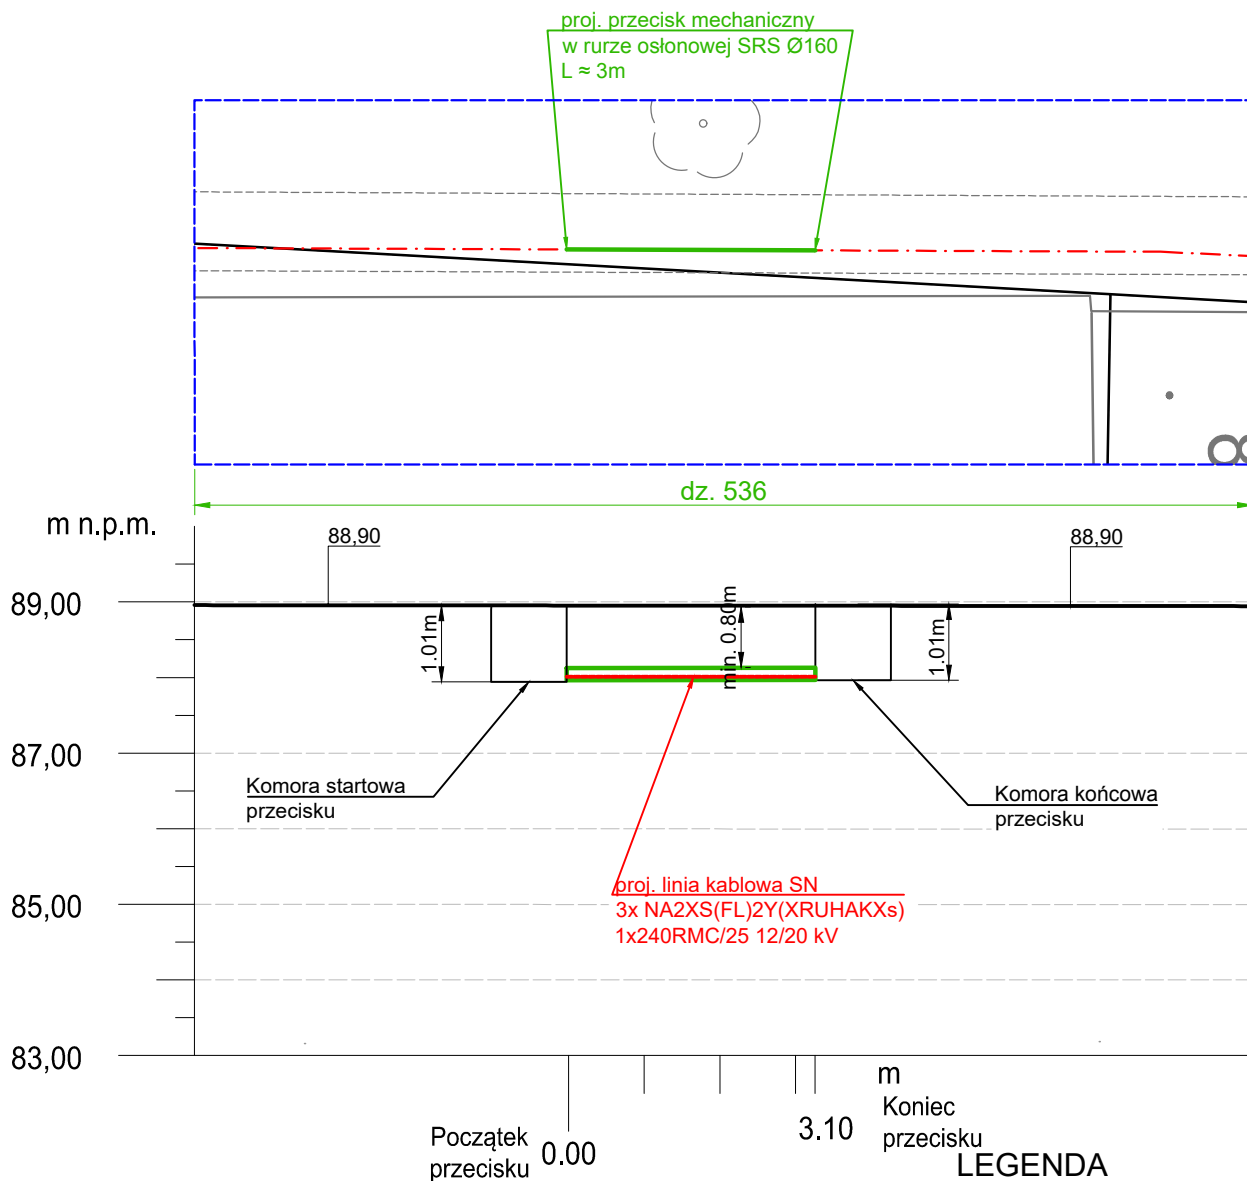 proj. przecisk mechaniczny
w rurze osłonowej SRS Ø160
L ≈ 3m
8
dz. 536
m n.p.m.
88,90
88,90
89,00
1.01m
min. 0.80m
1.01m
87,00
Komora startowa
przecisku
Komora końcowa
przecisku
85,00
proj. linia kablowa SN
3x NA2XS(FL)2Y(XRUHAKXs)
1x240RMC/25 12/20 kV
83,00
m
Początek
przecisku
0.00
3.10
Koniec
przecisku
LEGENDA